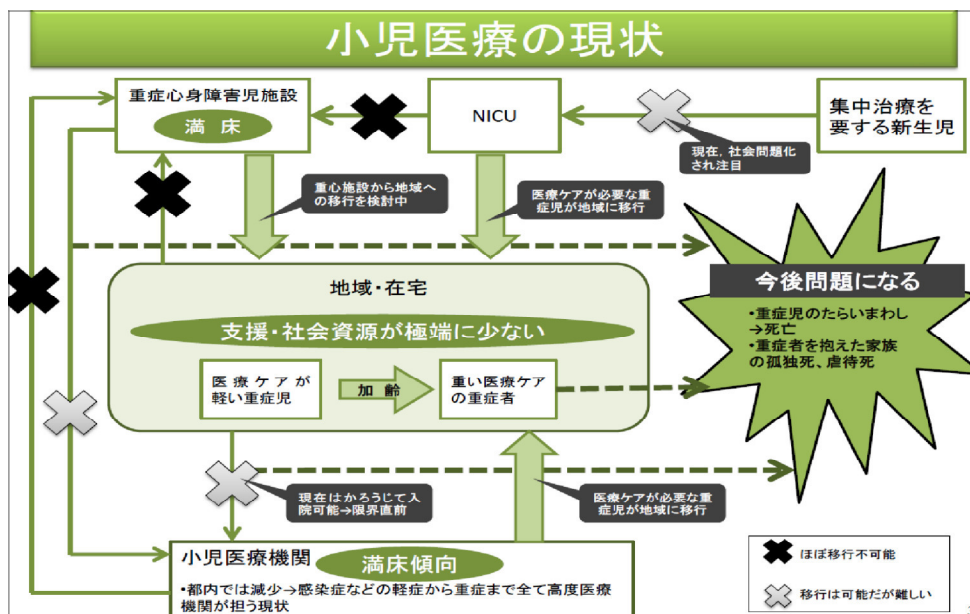 小児医療の現状
重症心身障害児施設
満 床
NICU
集中治療を
要する新生児
現在，社会問題化
され注目
重心施設から地域へ
の移行を検討中
医療ケアが必要な重
症児が地域に移行
地域・在宅
支援・社会資源が極端に少ない
医療ケアが
軽い重症児
加 齢
重い医療ケア
の重症者
今後問題になる
・重症児のたらいまわし
→死亡
・重症者を抱えた家族
の孤独死、虐待死
現在はかろうじて入
院可能→限界直前
医療ケアが必要な重
症児が地域に移行
小児医療機関
満床傾向
・都内では減少→感染症などの軽症から重症まで全て高度医療
機関が担う現状
ほぼ移行不可能
移行は可能だが難しい